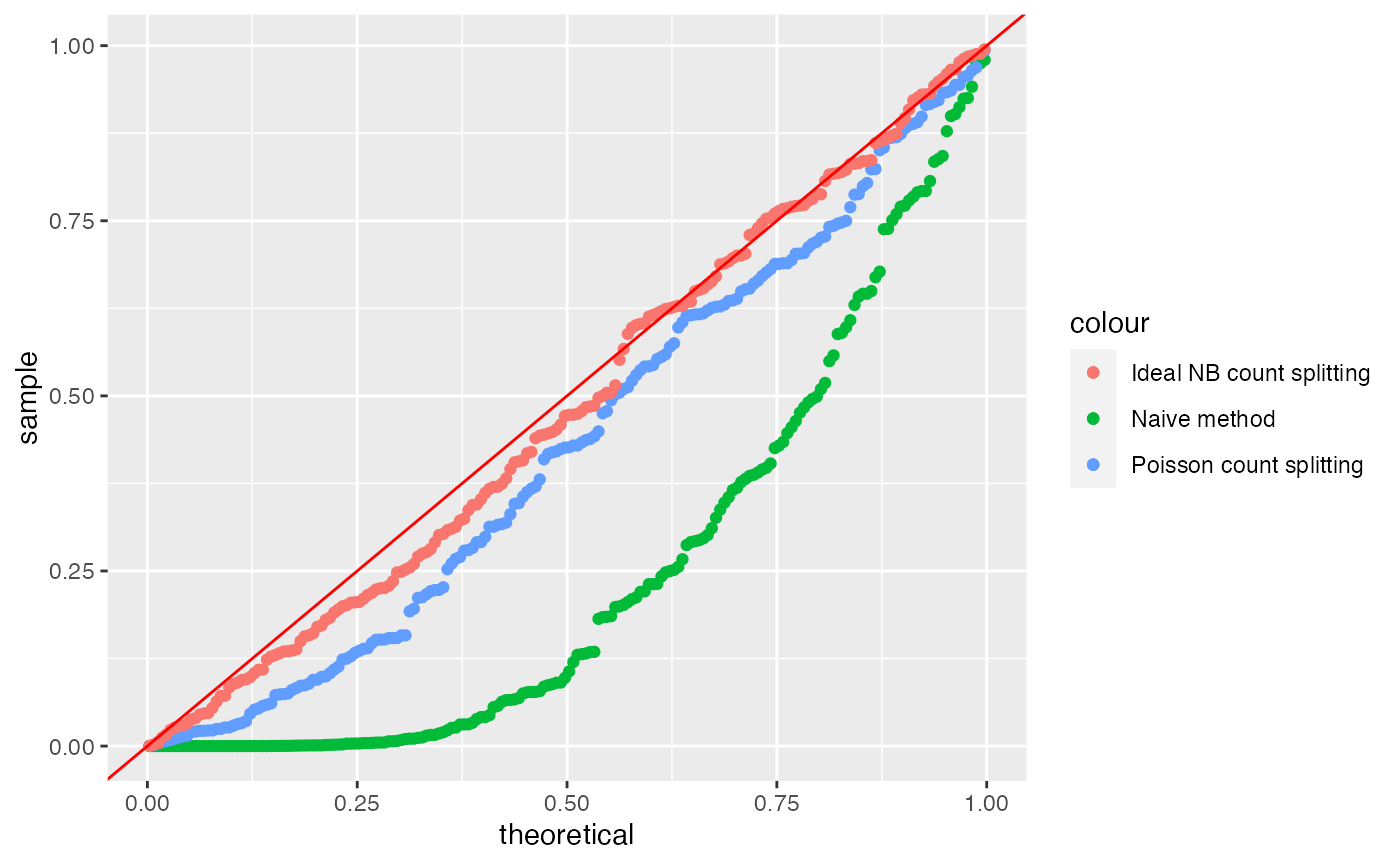 1.00
0.75
0.50
0.25
0.00
sample
0.00 0.25 0.50 0.75 1.00
theoretical
colour
Ideal NB count splitting
Naive method
Poisson count splitting